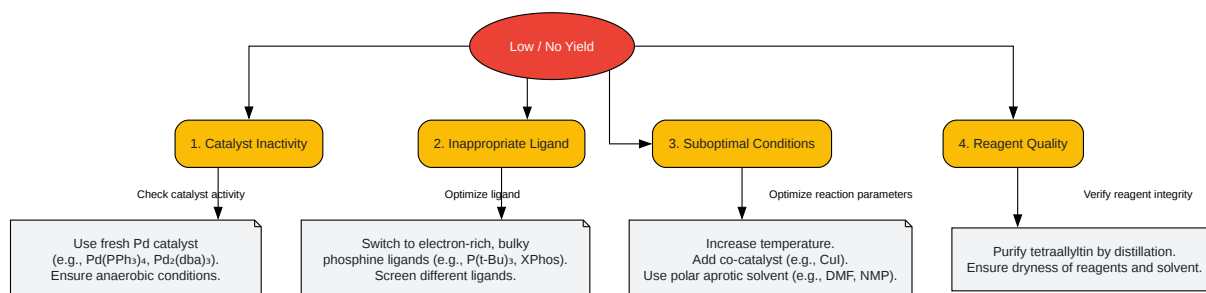 Low / No Yield
1. Catalyst Inactivity
2. Inappropriate Ligand
3. Suboptimal Conditions
4. Reagent Quality
Check catalyst activity
Optimize ligand
Optimize reaction parameters
Verify reagent integrity
Use fresh Pd catalyst
(e.g., Pd(PPh₃)₄, Pd₂(dba)₃).
Ensure anaerobic conditions.
Switch to electron-rich, bulky
phosphine ligands (e.g., P(t-Bu)₃, XPhos).
Screen different ligands.
Increase temperature.
Add co-catalyst (e.g., CuI).
Use polar aprotic solvent (e.g., DMF, NMP).
Purify tetraallyltin by distillation.
Ensure dryness of reagents and solvent.